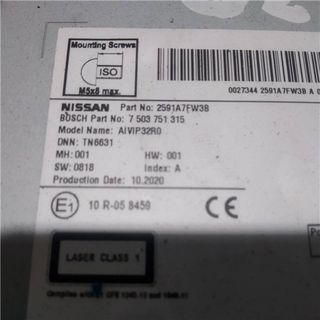 Mounting Screws
ISO
M5x8 max.
0027344 2591A7FW3B A
NISSAN Part No: 2591A7FW3B
BOSCH Part No: 7 503 751 315
Model Name: AIVIP32R0
DNN: TN6631
MH: 001 HW: 001
SW: 0818 Index: A
Production Date: 10.2020
E1 10 R-05 8459 CE
LASER CLASS 1